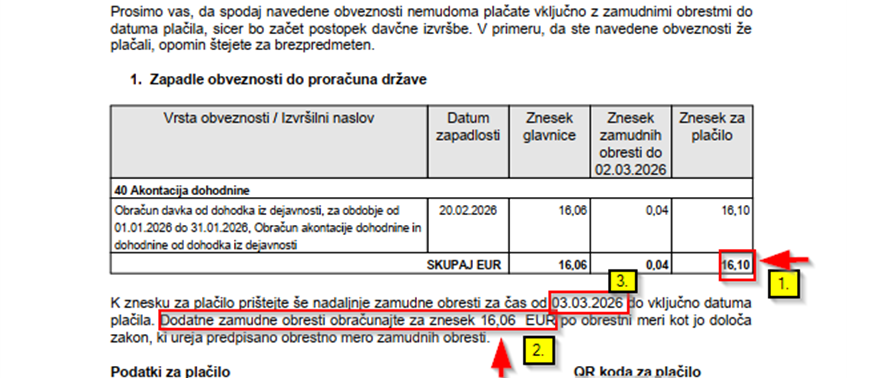 Prosimo vas, da spodaj navedene obveznosti nemudoma plačate vključno z zamudnimi obrestmi do
datuma plačila, sicer bo začet postopek davčne izvršbe. V primeru, da ste navedene obveznosti že
plačali, opomin štejete za brezpredmeten.
1. Zapadle obveznosti do proračuna države
Vrsta obveznosti / Izvršilni naslov
Datum
zapadlosti
Znesek
glavnice
Znesek
zamudnih
obresti do
02.03.2026
Znesek za
plačilo
40 Akontacija dohodnine
Obračun davka od dohodka iz dejavnosti, za obdobje od
01.01.2026 do 31.01.2026, Obračun akontacije dohodnine in
dohodnine od dohodka iz dejavnosti
20.02.2026
16,06
0,04
16,10
SKUPAJ EUR
16,06
0,04
16,10
1.
3.
K znesku za plačilo prištejte še nadaljnje zamudne obresti za čas od 03.03.2026 do vključno datuma
plačila. Dodatne zamudne obresti obračunajte za znesek 16,06 EUR po obrestni meri kot jo določa
zakon, ki ureja predpisano obrestno mero zamudnih obresti.
2.
Podatki za plačilo
QR koda za plačilo